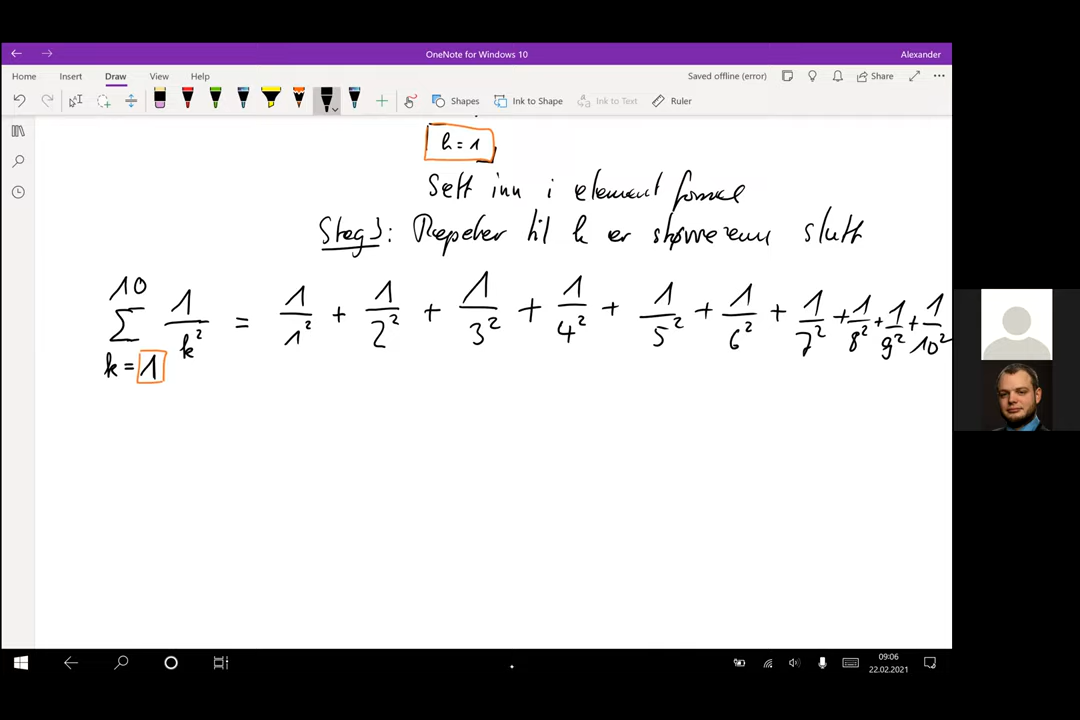 OneNote for Windows 10
Alexander
Home Insert Draw View Help
Saved offline (error) Share
Shapes Ink to Shape Ink to Text Ruler
k = 1
Sett inn i element formel
Steg 3: Repeter til k er større enn slutt
10
∑ 1/k² = 1/1² + 1/2² + 1/3² + 1/4² + 1/5² + 1/6² + 1/7² + 1/8² + 1/9² + 1/10²
k = 1
09:06
22.02.2021